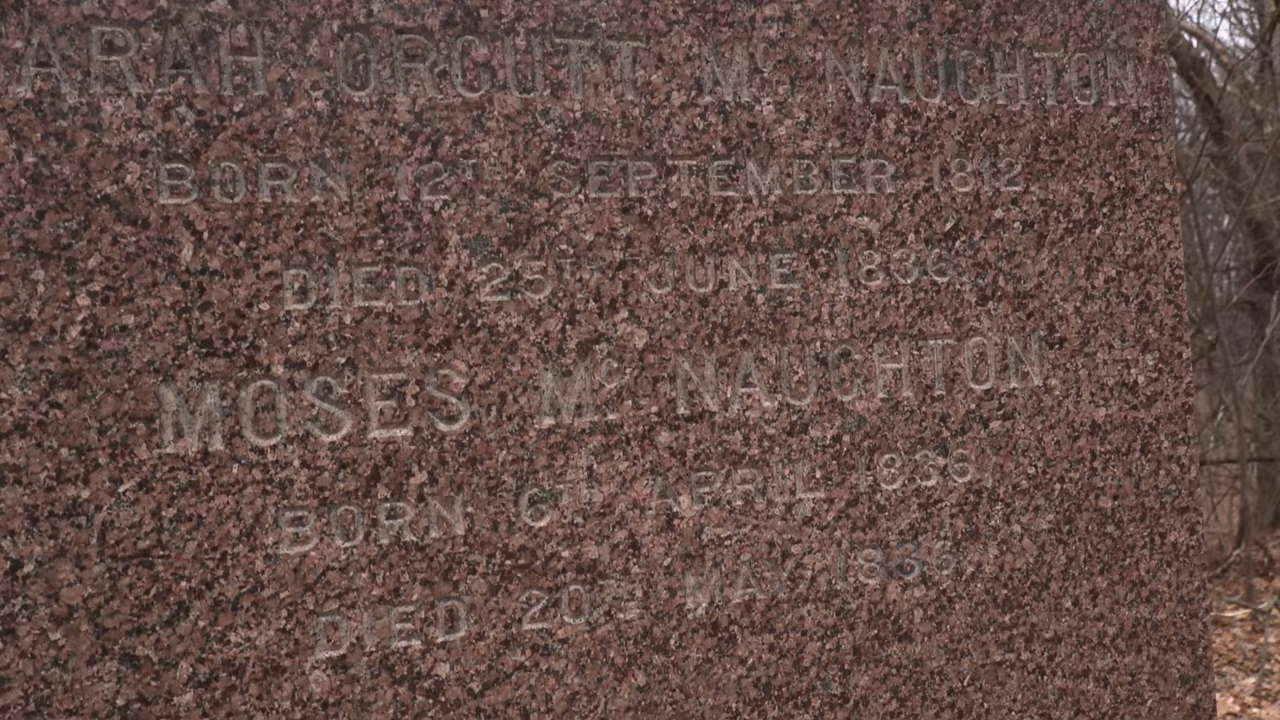 ARAH ORCUTT Mc NAUGHTON
BORN 12TH SEPTEMBER 1812
DIED 25TH JUNE 1836.
MOSES Mc NAUGHTON
BORN 6TH APRIL 1836,
DIED 20TH MAY 1836